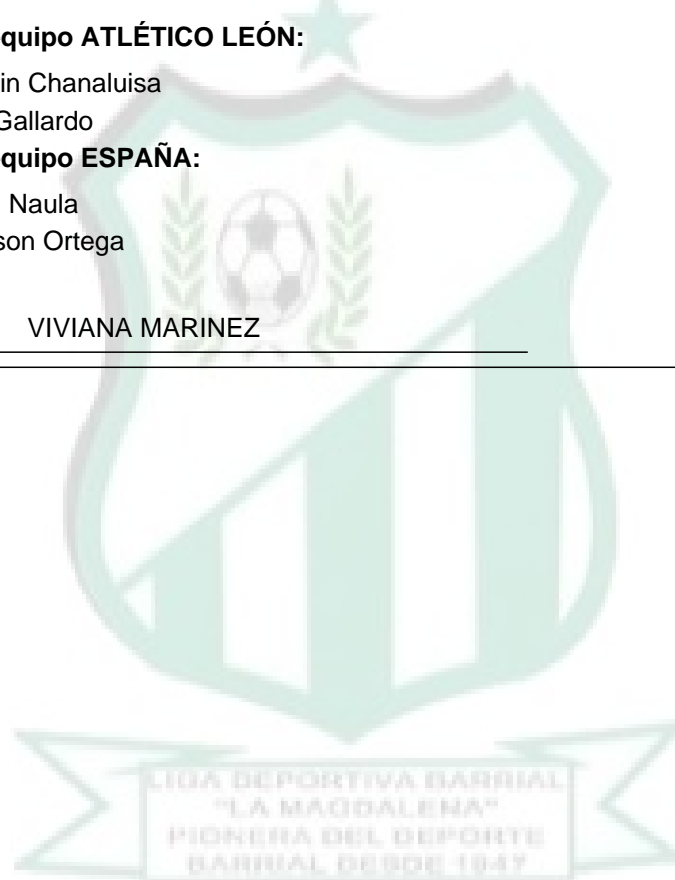 quipo ATLÉTICO LEÓN:
in Chanaluisa
Gallardo
quipo ESPAÑA:
Naula
son Ortega
VIVIANA MARINEZ
LIGA DEPORTIVA BARRIAL
"LA MAGDALENA"
PIONERA DEL DEPORTE
BARRIAL DESDE 1947